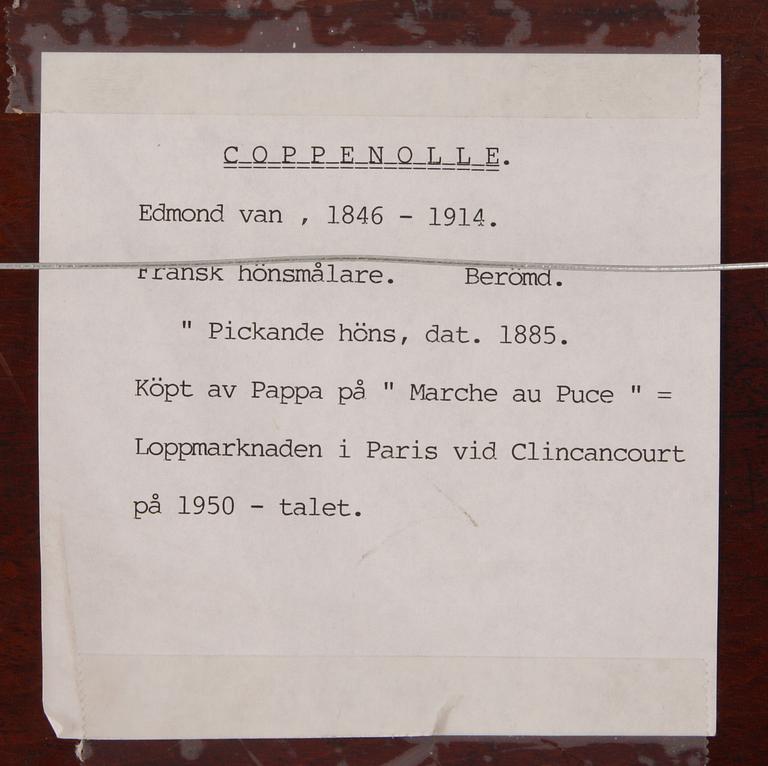 COPPENOLLE.
Edmond van , 1846 - 1914.
Fransk hönsmålare. Berömd.
" Pickande höns, dat. 1885.
Köpt av Pappa på " Marche au Puce " =
Loppmarknaden i Paris vid Clincancourt
på 1950 - talet.